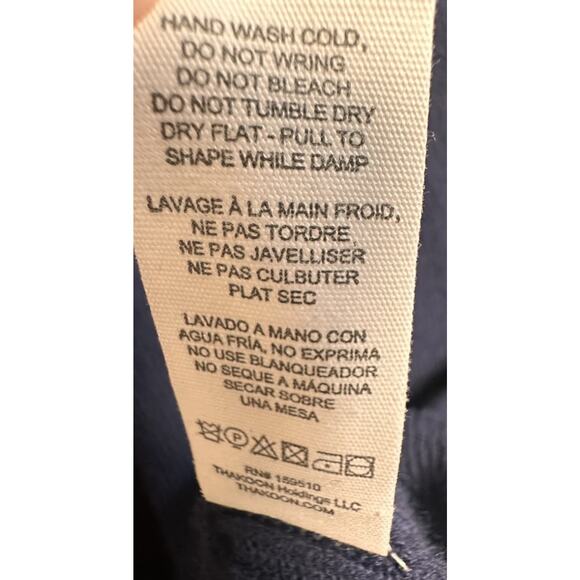 HAND WASH COLD,
DO NOT WRING
DO NOT BLEACH
DO NOT TUMBLE DRY
DRY FLAT - PULL TO
SHAPE WHILE DAMP
LAVAGE À LA MAIN FROID,
NE PAS TORDRE,
NE PAS JAVELLISER
NE PAS CULBUTER
PLAT SEC
LAVADO A MANO CON
AGUA FRÍA, NO EXPRIMA
NO USE BLANQUEADOR
NO SEQUE A MÁQUINA
SECAR SOBRE
UNA MESA
P
RN# 159510
THAKOON Holdings LLC
THAKOON.COM